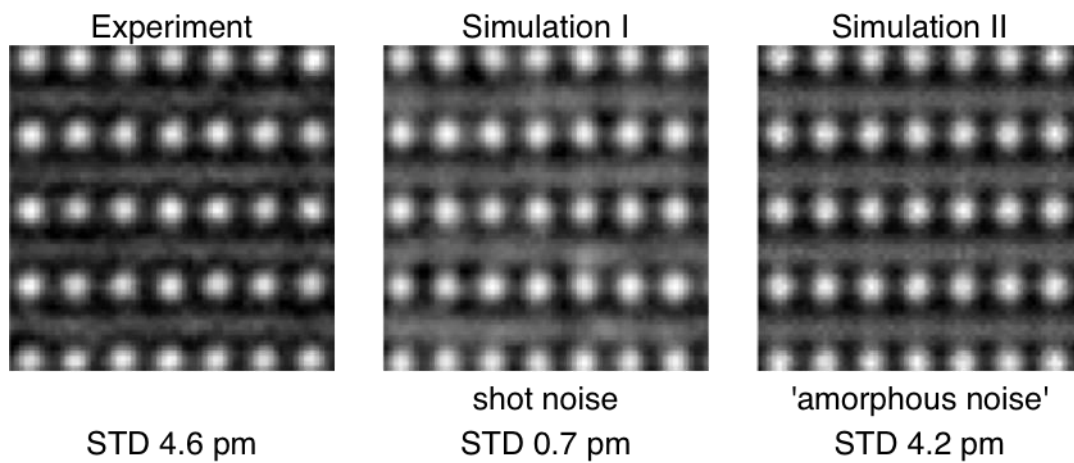 Experiment
Simulation I
Simulation II
shot noise
'amorphous noise'
STD 4.6 pm
STD 0.7 pm
STD 4.2 pm